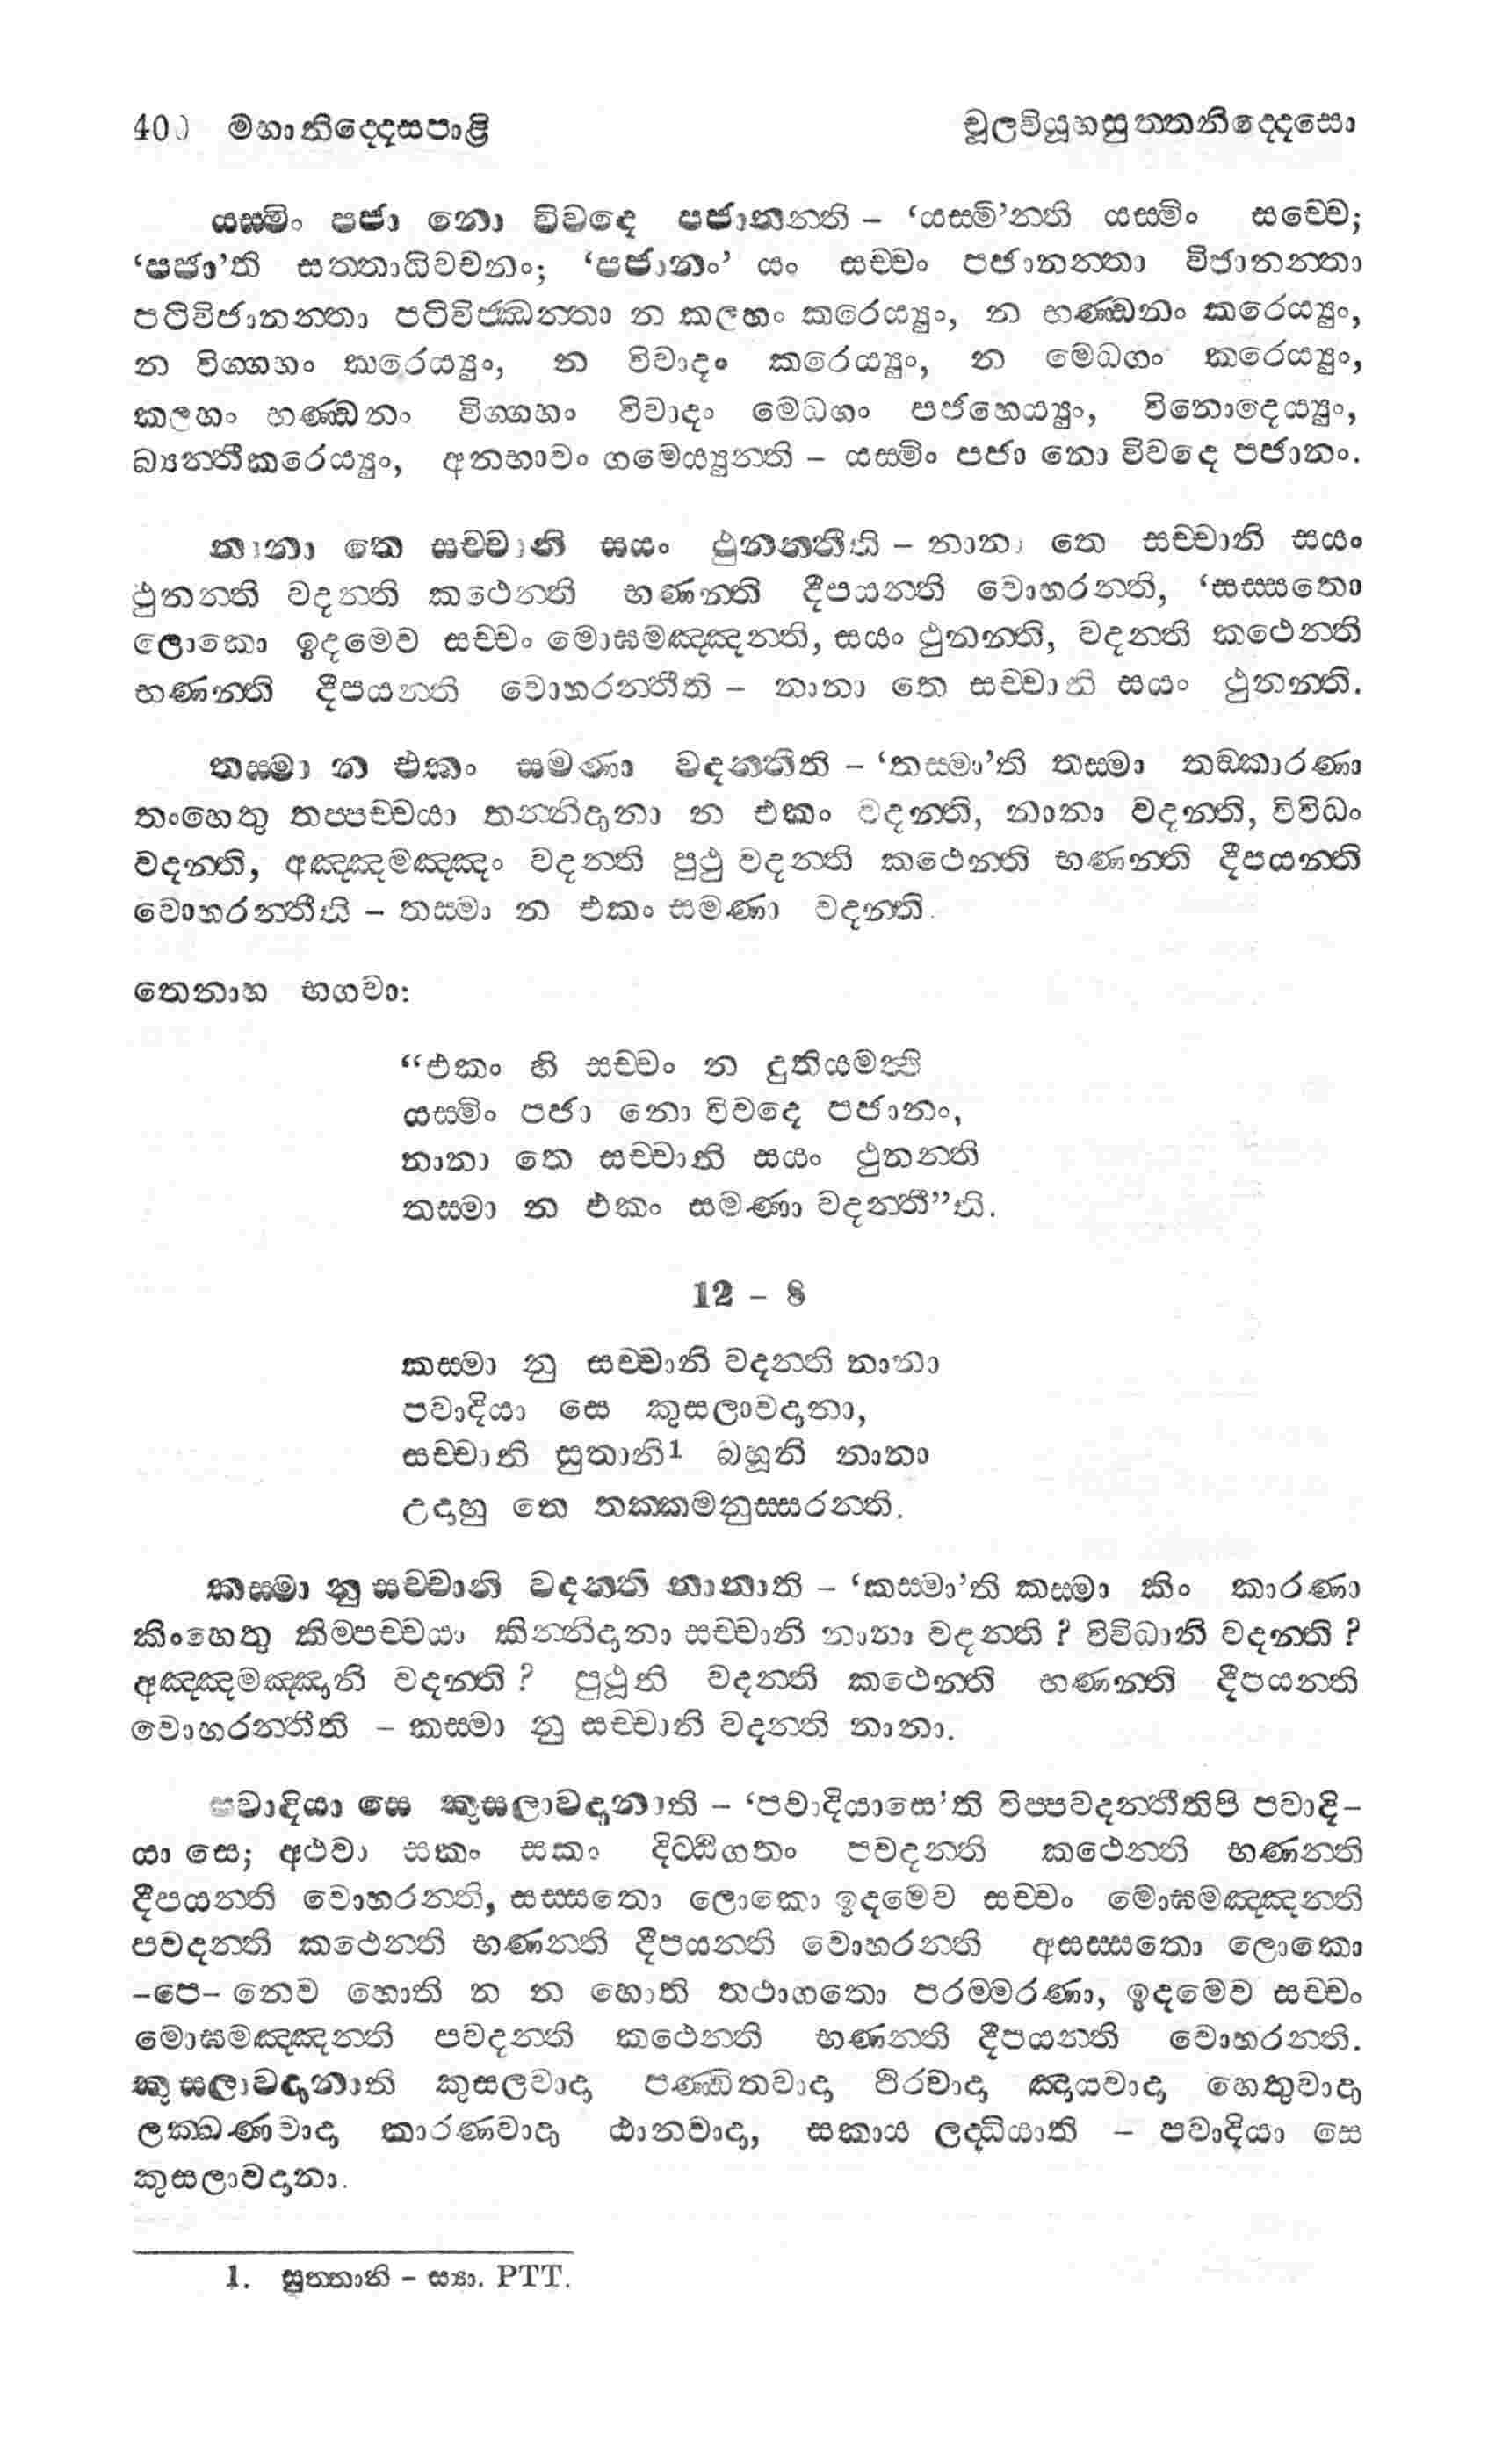 400 මහානිද්දෙසපාළි චූලවියූහසුත්තනිද්දෙසො
යස්මිං පජා නො විවදෙ පජානන්ති – ‘යස්මි’න්ති යස්මිං සච්චෙ;
‘පජා’ති සත්තාධිවචනං; ‘පජානං’ යං සච්චං පජානන්තා විජානන්තා
පටිවිජානන්තා පටිවිජ්ඣන්තා න කලහං කරෙය්‍යුං, න භණ්ඩනං කරෙය්‍යුං,
න විග්ගහං කරෙය්‍යුං, න විවාදං කරෙය්‍යුං, න මෙධගං කරෙය්‍යුං,
කලහං භණ්ඩනං විග්ගහං විවාදං මෙධගං පජහෙය්‍යුං, විනොදෙය්‍යුං,
බ්‍යන්තීකරෙය්‍යුං, අනභාවං ගමෙය්‍යුන්ති – යස්මිං පජා නො විවදෙ පජානං.
නානා තෙ සච්චානි සයං ථුනන්තීති – නානා තෙ සච්චානි සයං
ථුනන්ති වදන්ති කථෙන්ති භණන්ති දීපයන්ති වොහරන්ති, ‘සස්සතො
ලොකො ඉදමෙව සච්චං මොඝමඤ්ඤන්ති, සයං ථුනන්ති, වදන්ති කථෙන්ති
භණන්ති දීපයන්ති වොහරන්තීති – නානා තෙ සච්චානි සයං ථුනන්ති.
තස්මා න එකං සමණා වදන්තීති – ‘තස්මා’ති තස්මා තඞ්කාරණා
තංහෙතු තප්පච්චයා තන්නිදානා න එකං වදන්ති, නානා වදන්ති, විවිධං
වදන්ති, අඤ්ඤමඤ්ඤං වදන්ති පුථු වදන්ති කථෙන්ති භණන්ති දීපයන්ති
වොහරන්තීති – තස්මා න එකං සමණා වදන්ති.
තෙනාහ භගවා:
“එකං හි සච්චං න දුතියමත්ථි
යස්මිං පජා නො විවදෙ පජානං,
නානා තෙ සච්චානි සයං ථුනන්ති
තස්මා න එකං සමණා වදන්තී”ති.
12 – 8
කස්මා නු සච්චානි වදන්ති නානා
පවාදියා සෙ කුසලාවදානා,
සච්චානි සුතානි1 බහූනි නානා
උදාහු තෙ තක්කමනුස්සරන්ති.
කස්මා නු සච්චානි වදන්ති නානාති – ‘කස්මා’ති කස්මා කිං කාරණා
කිංහෙතු කිම්පච්චයා කින්නිදානා සච්චානි නානා වදන්ති ? විවිධානි වදන්ති ?
අඤ්ඤමඤ්ඤානි වදන්ති ? පුථූනි වදන්ති කථෙන්ති භණන්ති දීපයන්ති
වොහරන්තීති – කස්මා නු සච්චානි වදන්ති නානා.
පවාදියා සෙ කුසලාවදානාති – ‘පවාදියාසෙ’ති විප්පවදන්තීතිපි පවාදි–
යා සෙ; අථවා සකං සකං දිට්ඨිගතං පවදන්ති කථෙන්ති භණන්ති
දීපයන්ති වොහරන්ති, සස්සතො ලොකො ඉදමෙව සච්චං මොඝමඤ්ඤන්ති
පවදන්ති කථෙන්ති භණන්ති දීපයන්ති වොහරන්ති අසස්සතො ලොකො
–පෙ– නෙව හොති න න හොති තථාගතො පරම්මරණා, ඉදමෙව සච්චං
මොඝමඤ්ඤන්ති පවදන්ති කථෙන්ති භණන්ති දීපයන්ති වොහරන්ති.
කුසලාවදානාති කුසලවාදා පණ්ඩිතවාදා ථිරවාදා ඤායවාදා හෙතුවාදා
ලක්ඛණවාදා කාරණවාදා ඨානවාදා, සකාය ලද්ධියාති – පවාදියා සෙ
කුසලාවදානා.
1. සුත්තානි – ස්‍යා. PTT.